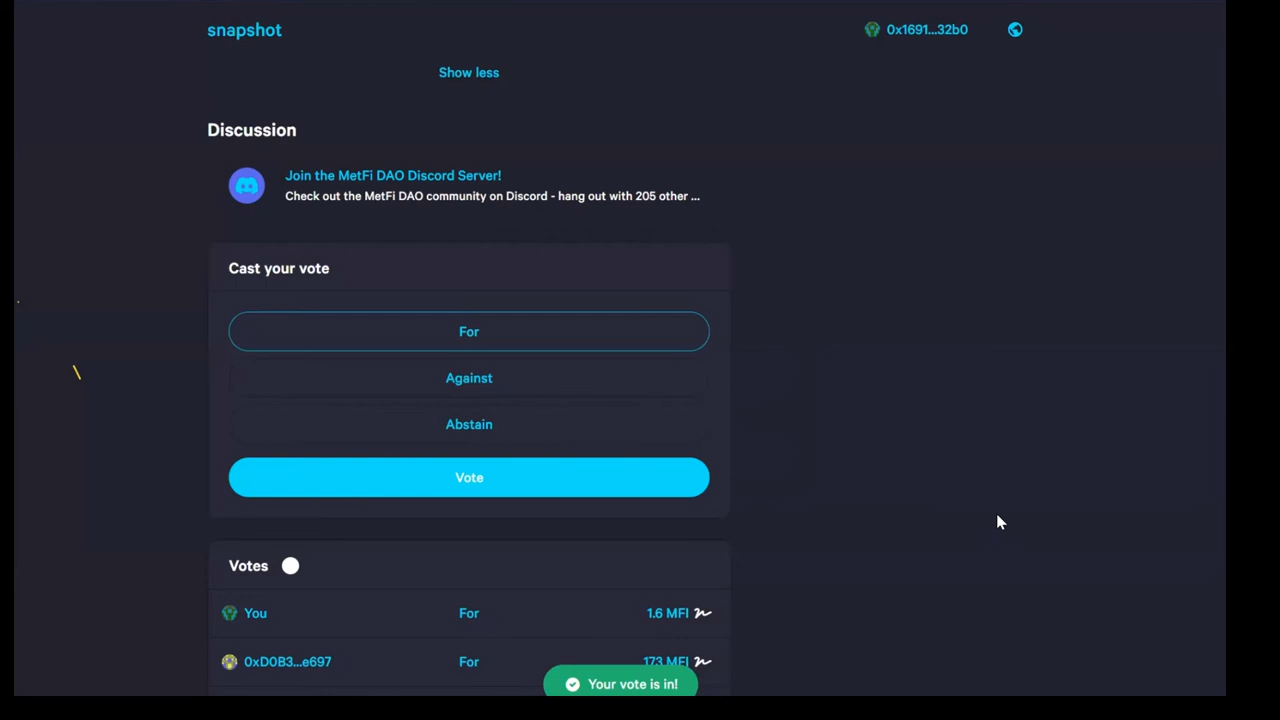 snapshot
0x1691...32b0
Show less
Discussion
Join the MetFi DAO Discord Server!
Check out the MetFi DAO community on Discord - hang out with 205 other ...
Cast your vote
For
Against
Abstain
Vote
Votes
You For 1.6 MFI
0xD0B3...e697 For 173 MFI
Your vote is in!